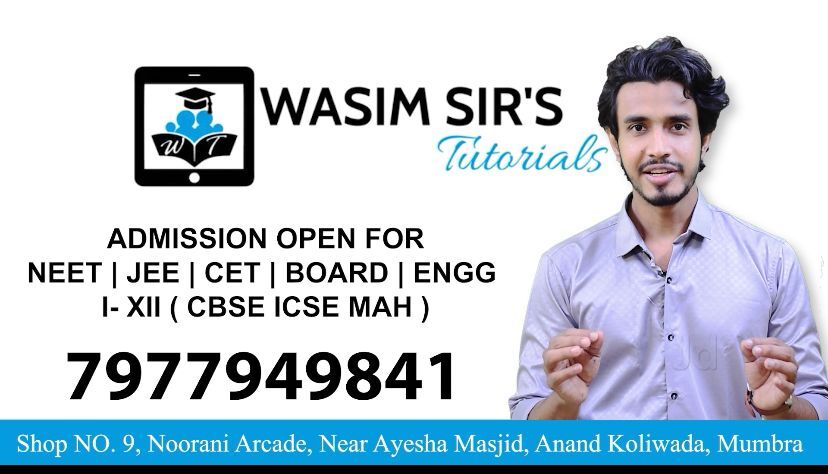 WASIM SIR'S
Tutorials
W T
ADMISSION OPEN FOR
NEET | JEE | CET | BOARD | ENGG
I- XII ( CBSE ICSE MAH )
7977949841
Jd
Shop NO. 9, Noorani Arcade, Near Ayesha Masjid, Anand Koliwada, Mumbra